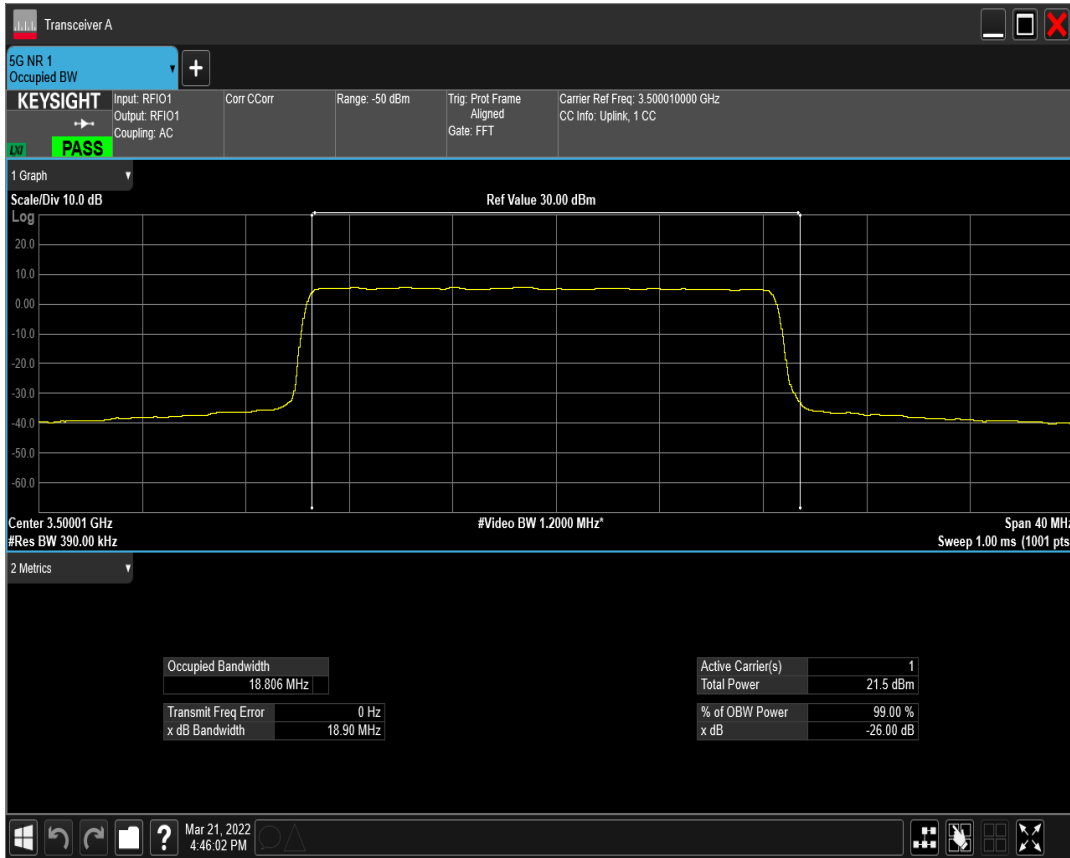 Transceiver A
5G NR 1
Occupied BW
KEYSIGHT
LXI
PASS
Input: RFIO1
Output: RFIO1
Coupling: AC
Corr CCorr
Range: -50 dBm
Trig: Prot Frame
Aligned
Gate: FFT
Carrier Ref Freq: 3.500010000 GHz
CC Info: Uplink, 1 CC
1 Graph
Scale/Div 10.0 dB
Ref Value 30.00 dBm
Log
20.0
10.0
0.00
-10.0
-20.0
-30.0
-40.0
-50.0
-60.0
Center 3.50001 GHz
#Video BW 1.2000 MHz*
Span 40 MHz
#Res BW 390.00 kHz
Sweep 1.00 ms (1001 pts
2 Metrics
Occupied Bandwidth
18.806 MHz
Transmit Freq Error 0 Hz
x dB Bandwidth 18.90 MHz
Active Carrier(s) 1
Total Power 21.5 dBm
% of OBW Power 99.00 %
x dB -26.00 dB
?
Mar 21, 2022
4:46:02 PM